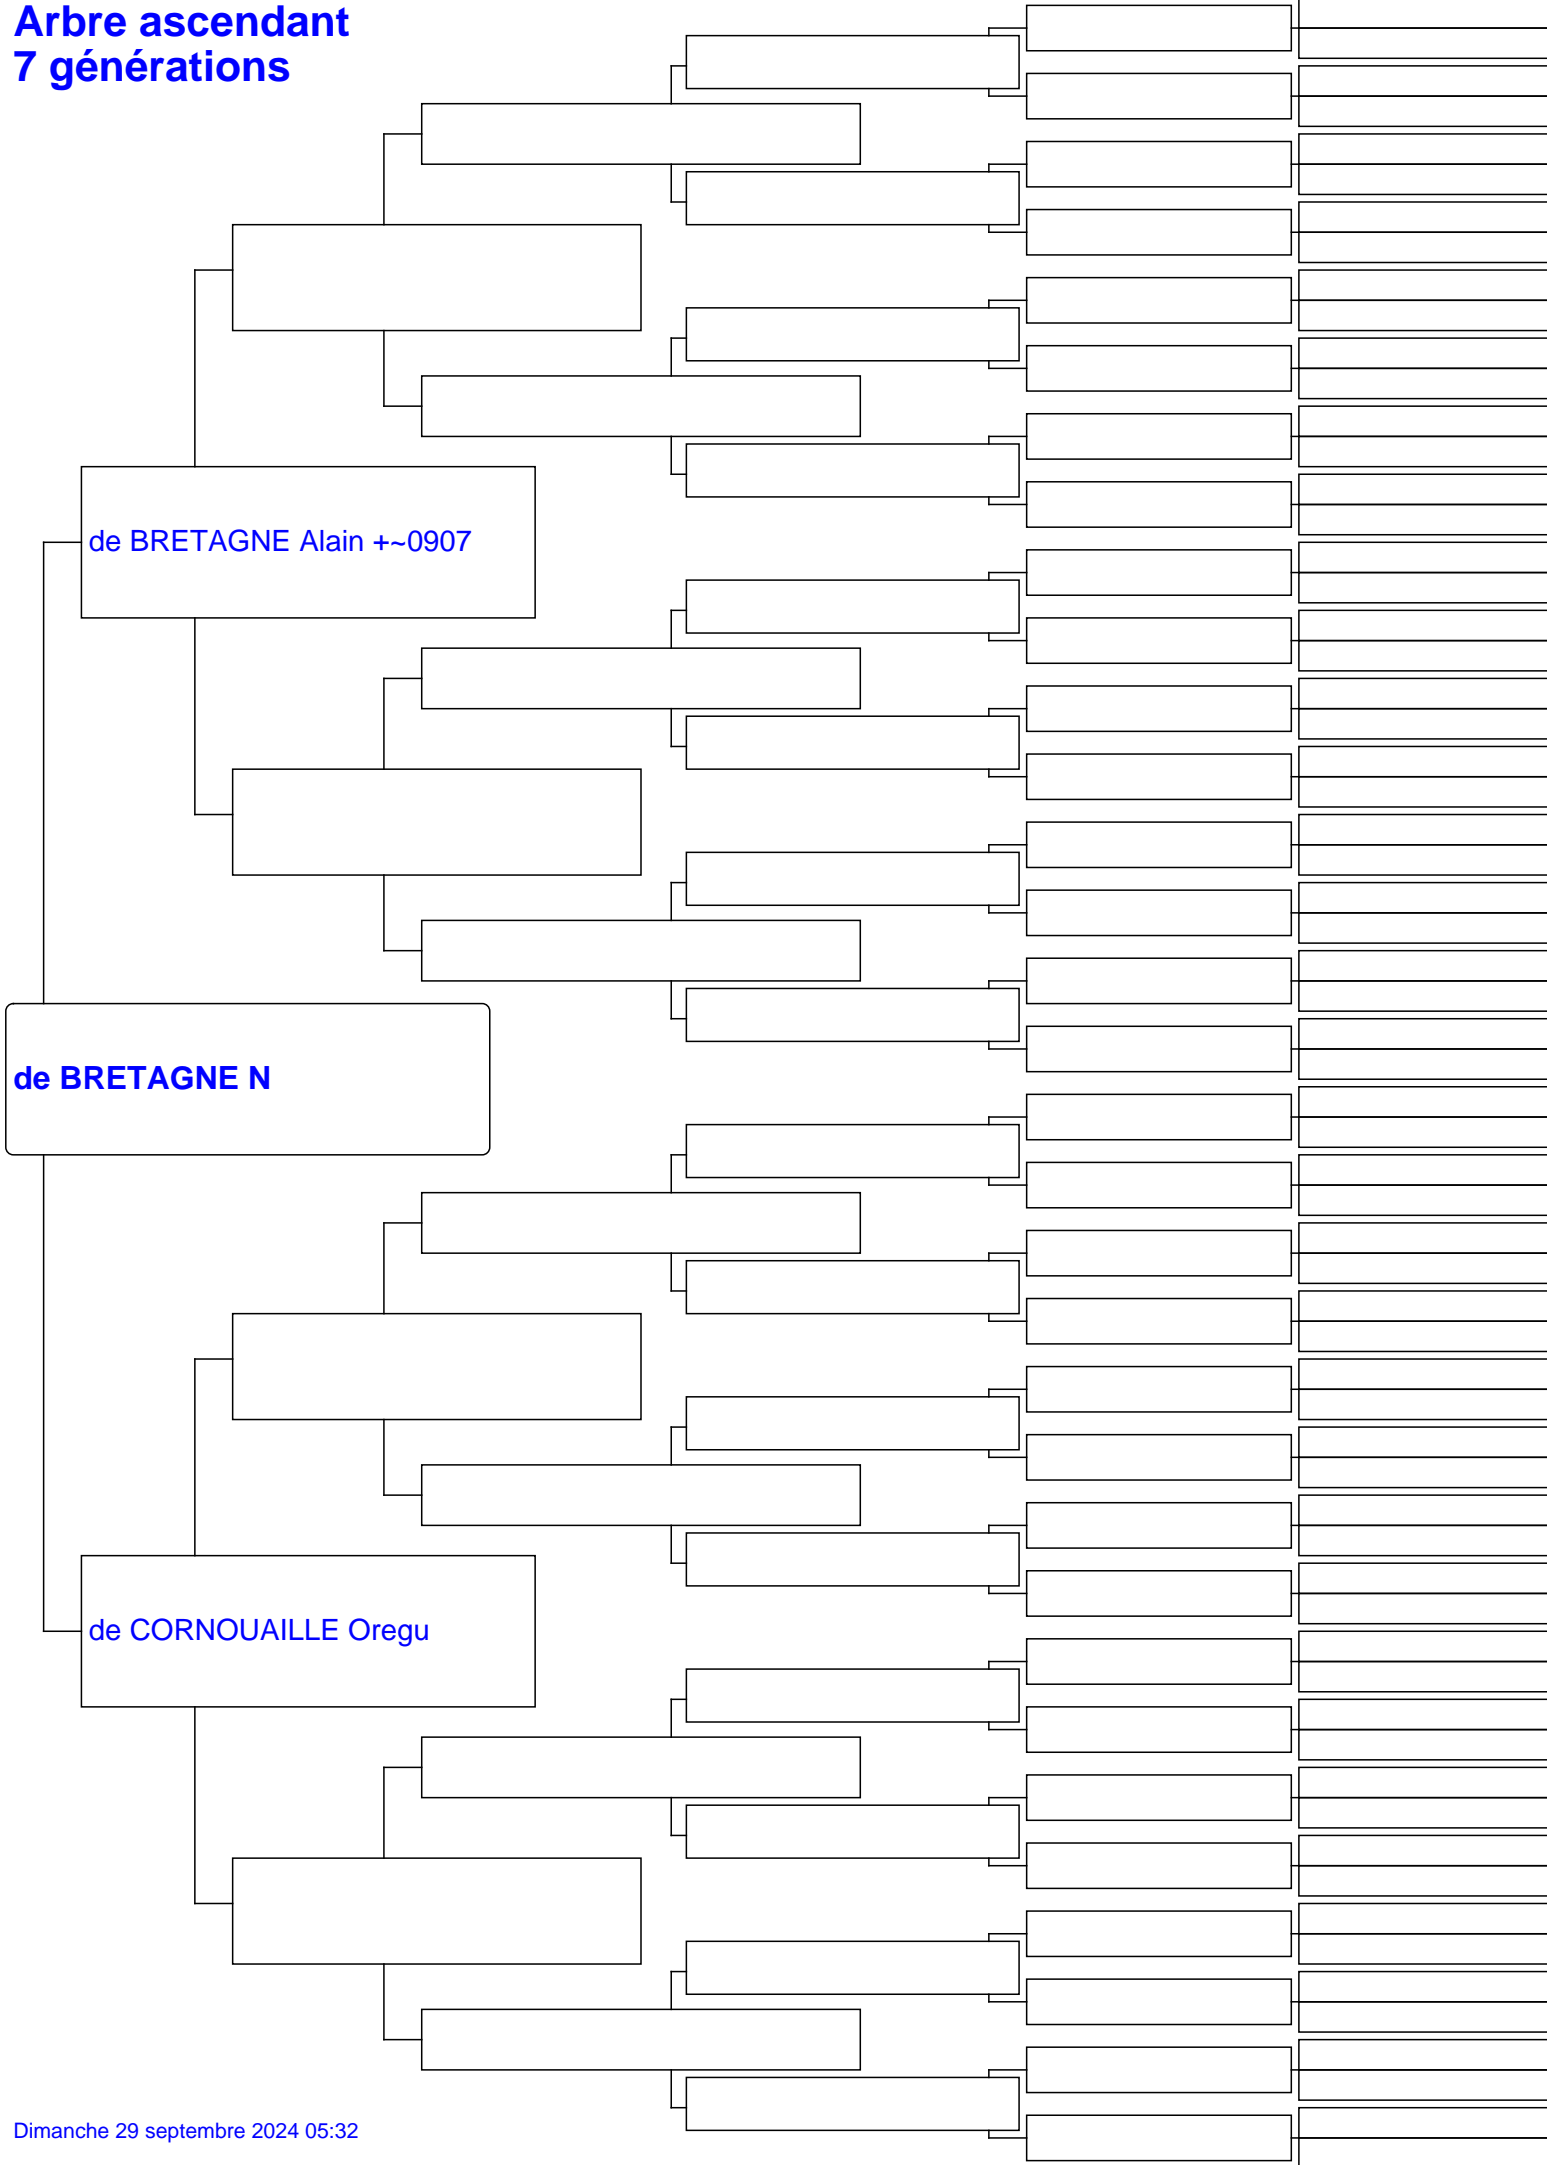 Arbre ascendant
7 générations
de BRETAGNE Alain +~0907
de BRETAGNE N
de CORNOUAILLE Oregu
Dimanche 29 septembre 2024 05:32